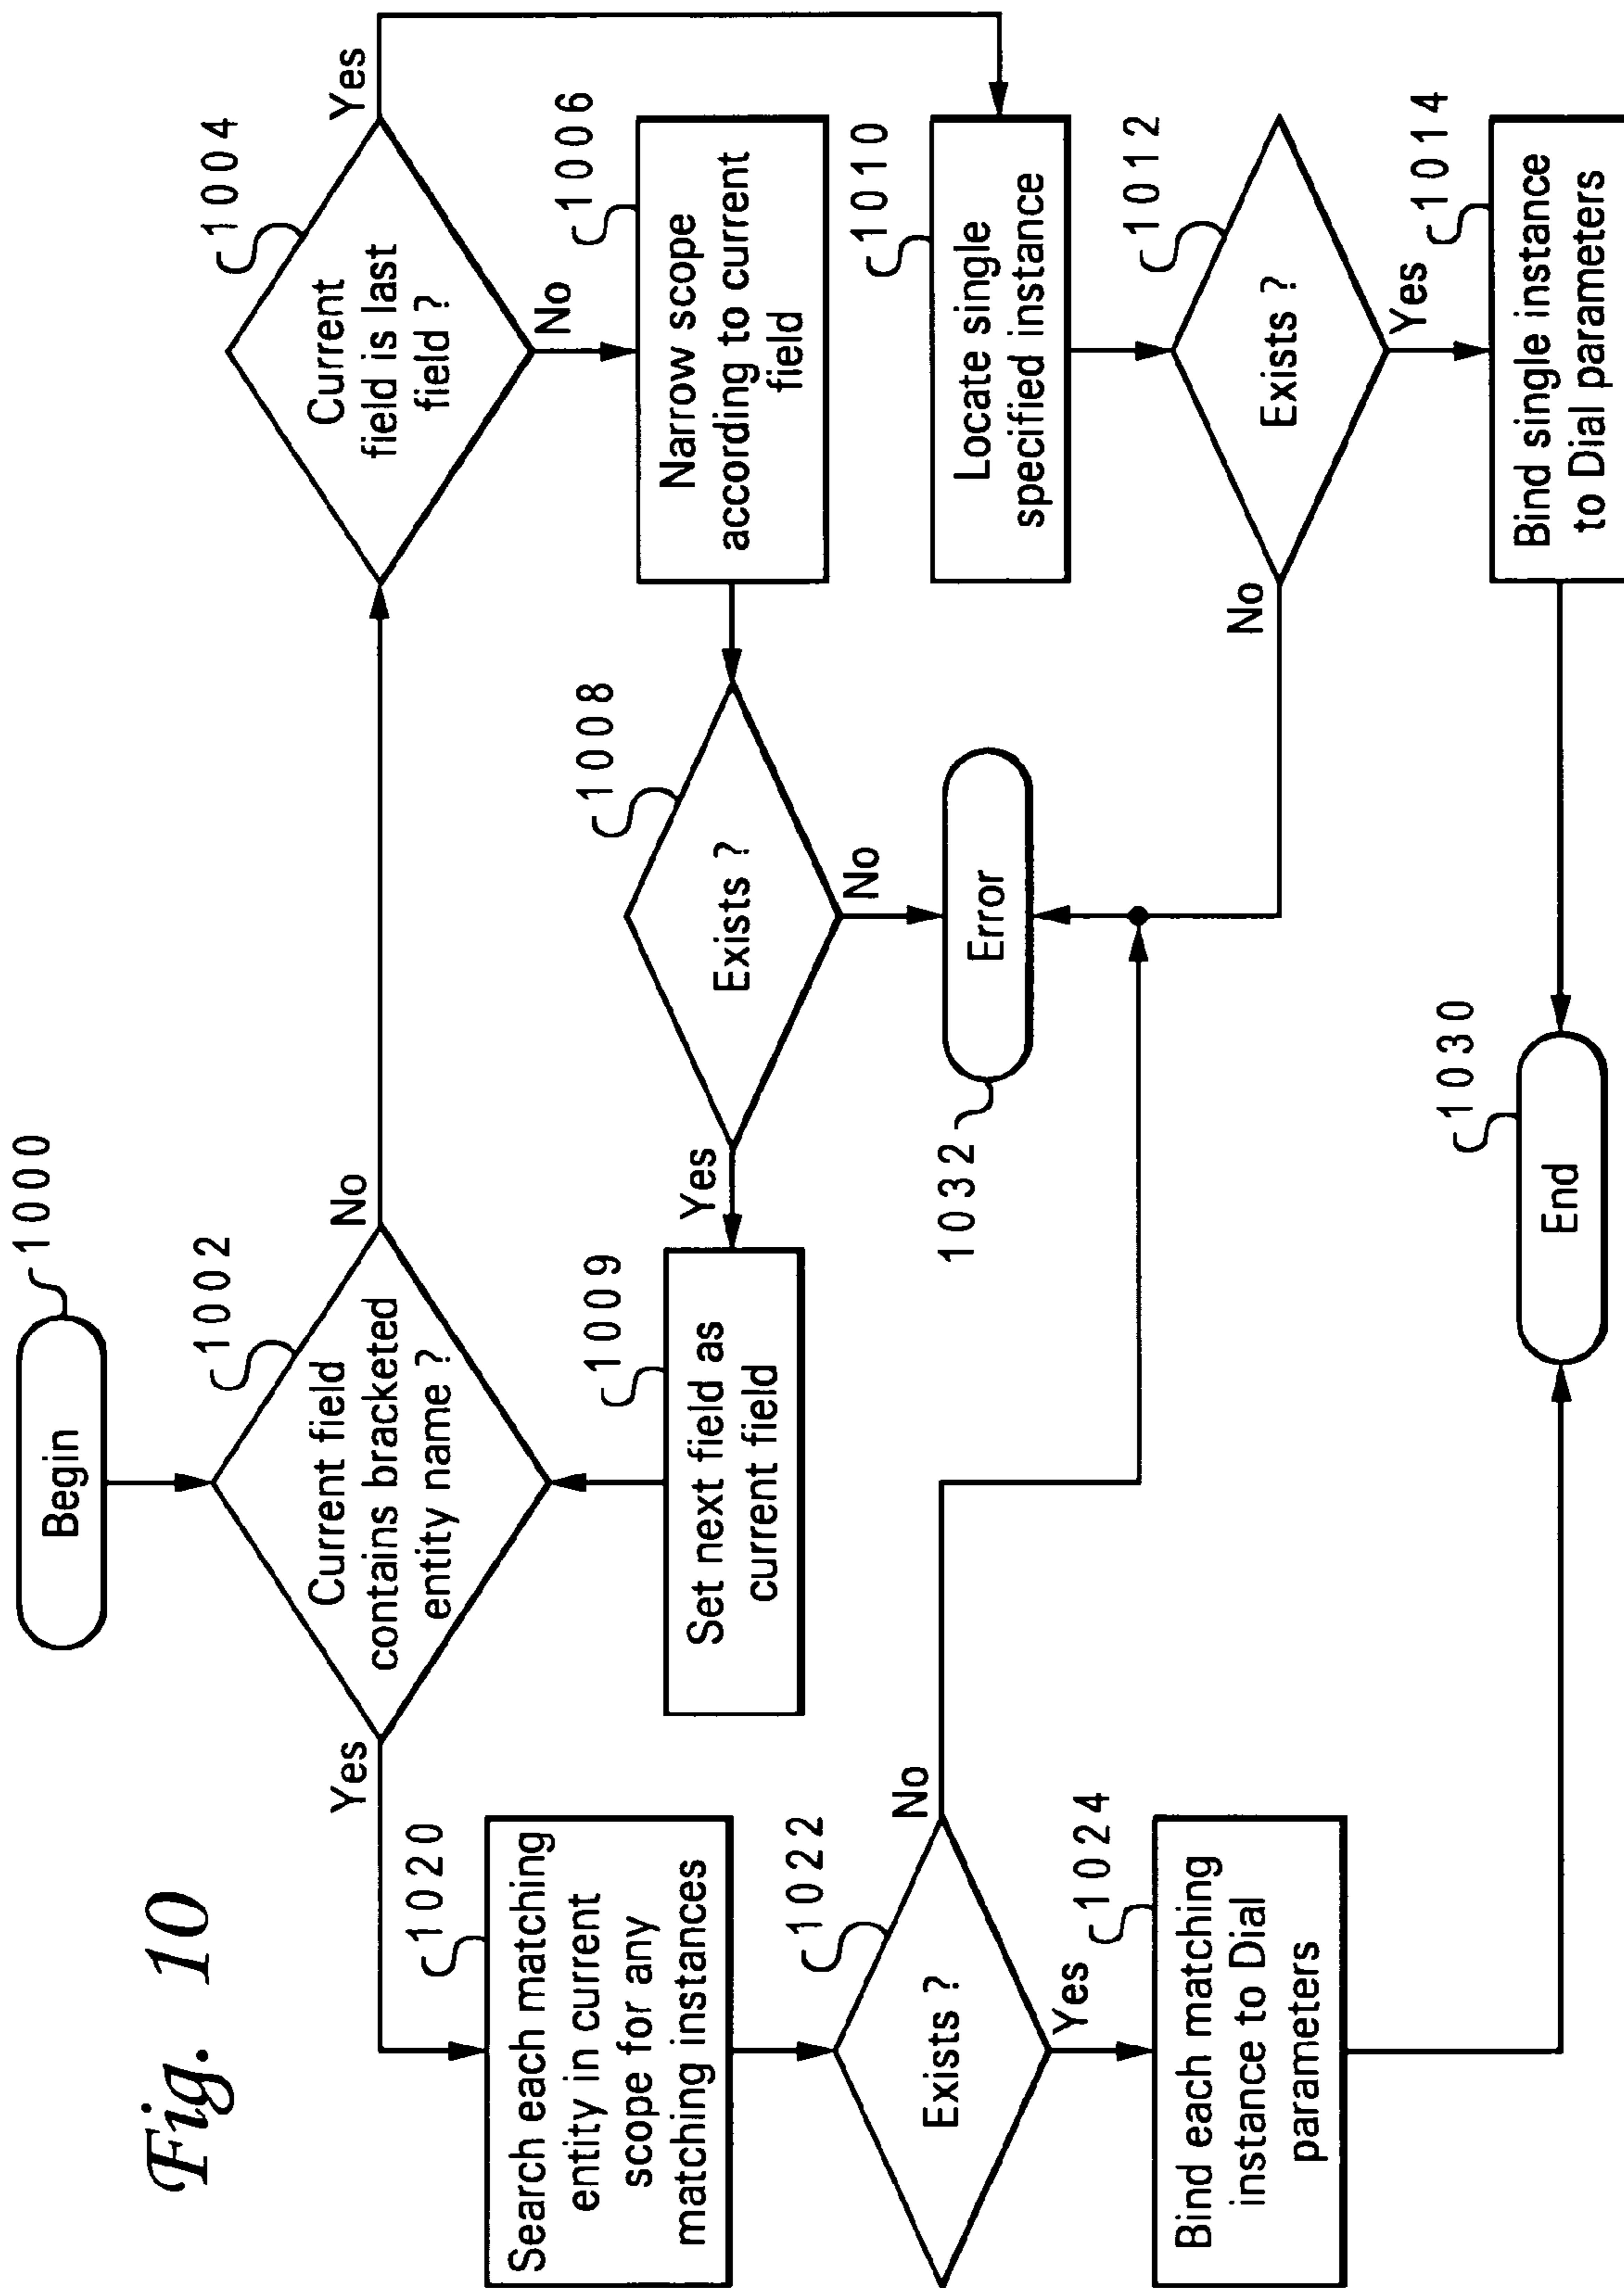 Fig. 10
Begin
1000
Current field
contains bracketed
entity name ?
1002
Yes
No
Current
field is last
field ?
1004
Yes
No
Narrow scope
according to current
field
1006
Exists ?
1008
Yes
No
Set next field as
current field
1009
Search each matching
entity in current
scope for any
matching instances
1020
Exists ?
1022
No
Yes
Bind each matching
instance to Dial
parameters
1024
Error
1032
Locate single
specified instance
1010
Exists ?
1012
No
Yes
Bind single instance
to Dial parameters
1014
End
1030